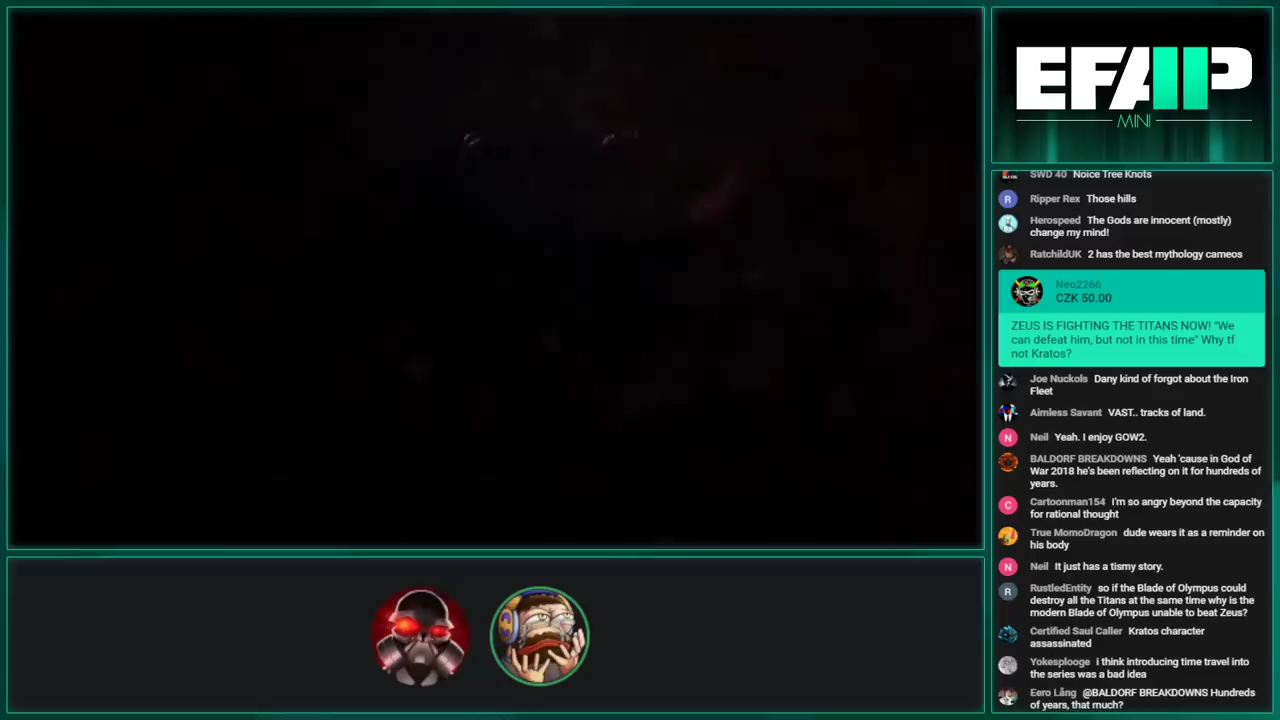 EFAP
MINI
SWD 40 Noice Tree Knots
R
Ripper Rex Those hills
Herospeed The Gods are innocent (mostly)
change my mind!
RatchildUK 2 has the best mythology cameos
Neo2266
CZK 50.00
ZEUS IS FIGHTING THE TITANS NOW! "We
can defeat him, but not in this time" Why tf
not Kratos?
Joe Nuckols Dany kind of forgot about the Iron
Fleet
Aimless Savant VAST.. tracks of land.
N
Neil Yeah. I enjoy GOW2.
BALDORF BREAKDOWNS Yeah 'cause in God of
War 2018 he's been reflecting on it for hundreds of
years.
C
Cartoonman154 I'm so angry beyond the capacity
for rational thought
True MomoDragon dude wears it as a reminder on
his body
N
Neil It just has a tismy story.
R
RustledEntity so if the Blade of Olympus could
destroy all the Titans at the same time why is the
modern Blade of Olympus unable to beat Zeus?
Certified Saul Caller Kratos character
assassinated
Yokesplooge i think introducing time travel into
the series was a bad idea
Eero Lång @BALDORF BREAKDOWNS Hundreds
of years, that much?